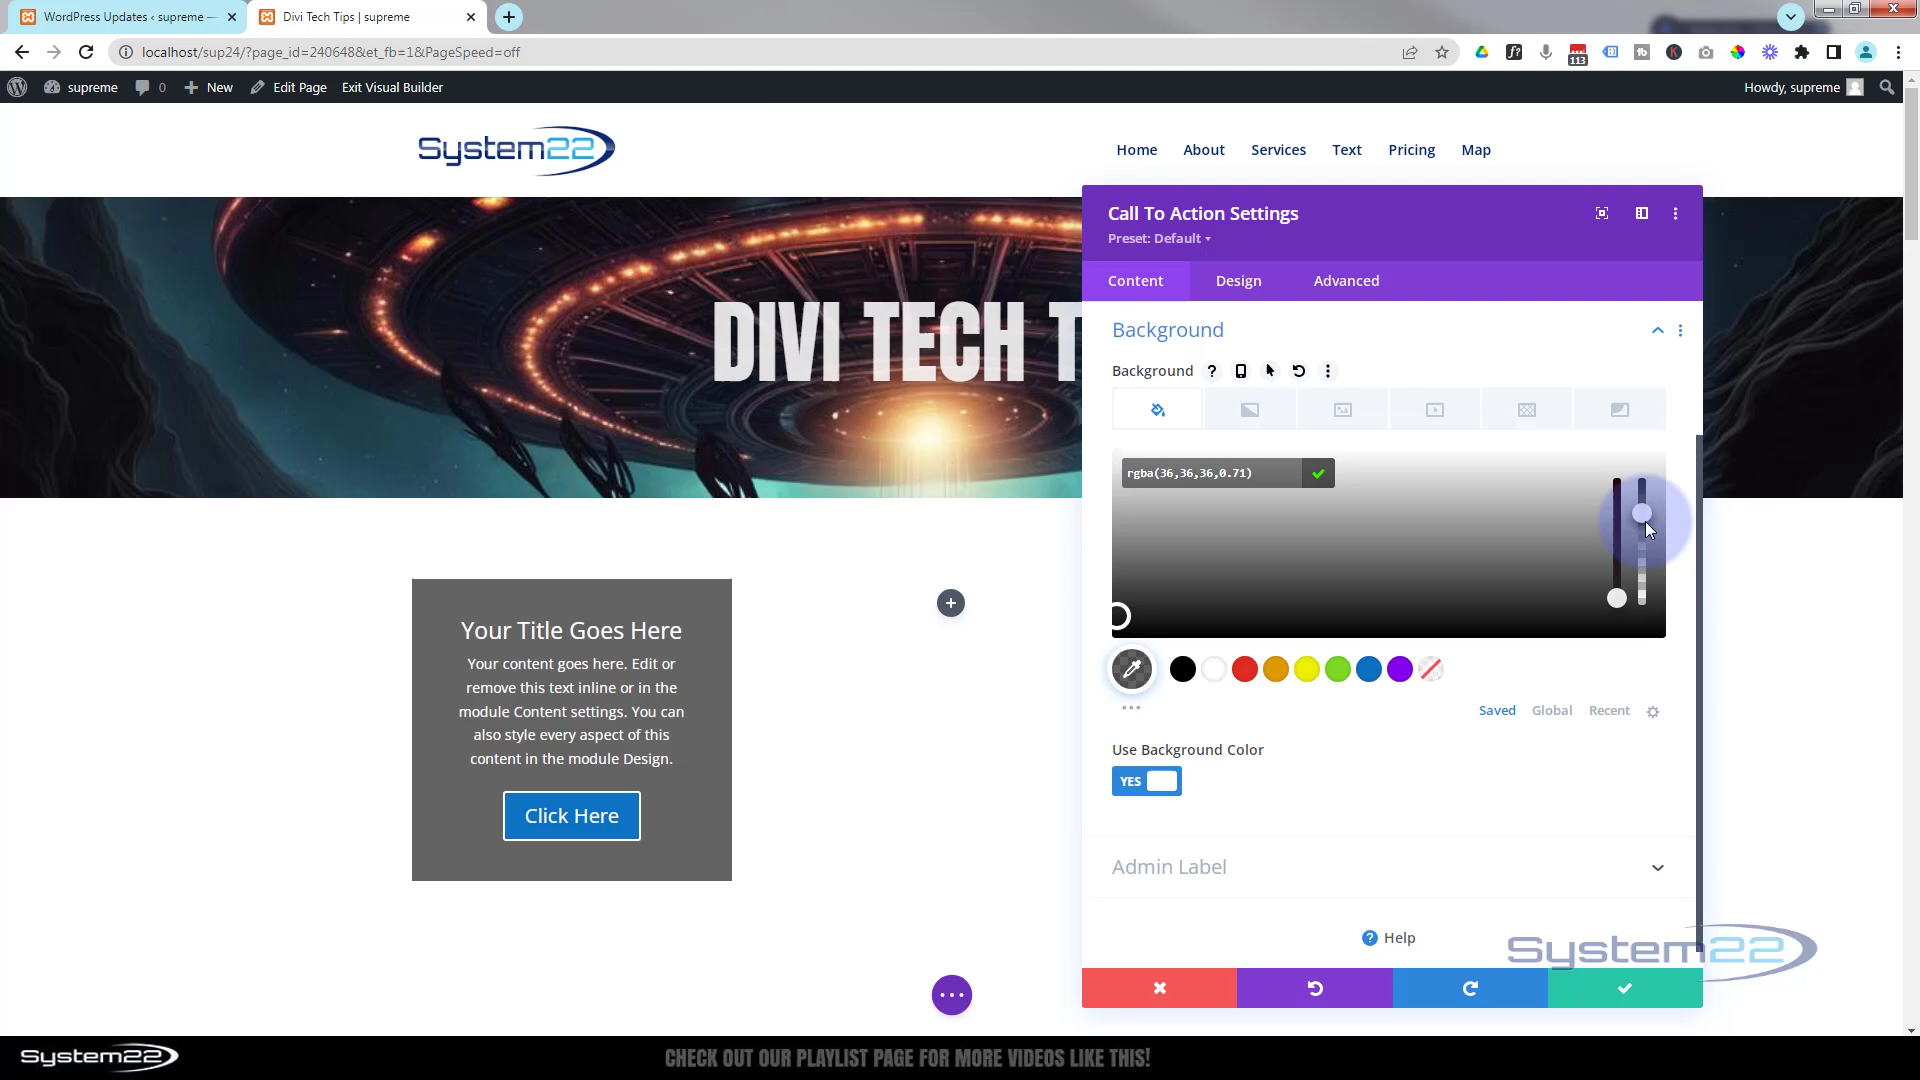 WordPress Updates ‹ supreme —
Divi Tech Tips | supreme
localhost/sup24/?page_id=240648&et_fb=1&PageSpeed=off
113
supreme
0
New
Edit Page
Exit Visual Builder
Howdy, supreme
System22
Home
About
Services
Text
Pricing
Map
DIVI TECH T
Call To Action Settings
Preset: Default
Content
Design
Advanced
Background
Background
rgba(36,36,36,0.71)
Saved
Global
Recent
Use Background Color
YES
Admin Label
Help
Your Title Goes Here
Your content goes here. Edit or
remove this text inline or in the
module Content settings. You can
also style every aspect of this
content in the module Design.
Click Here
System22
System22
CHECK OUT OUR PLAYLIST PAGE FOR MORE VIDEOS LIKE THIS!